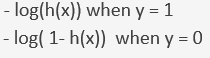 - log(h(x)) when y = 1
- log( 1- h(x))  when y = 0